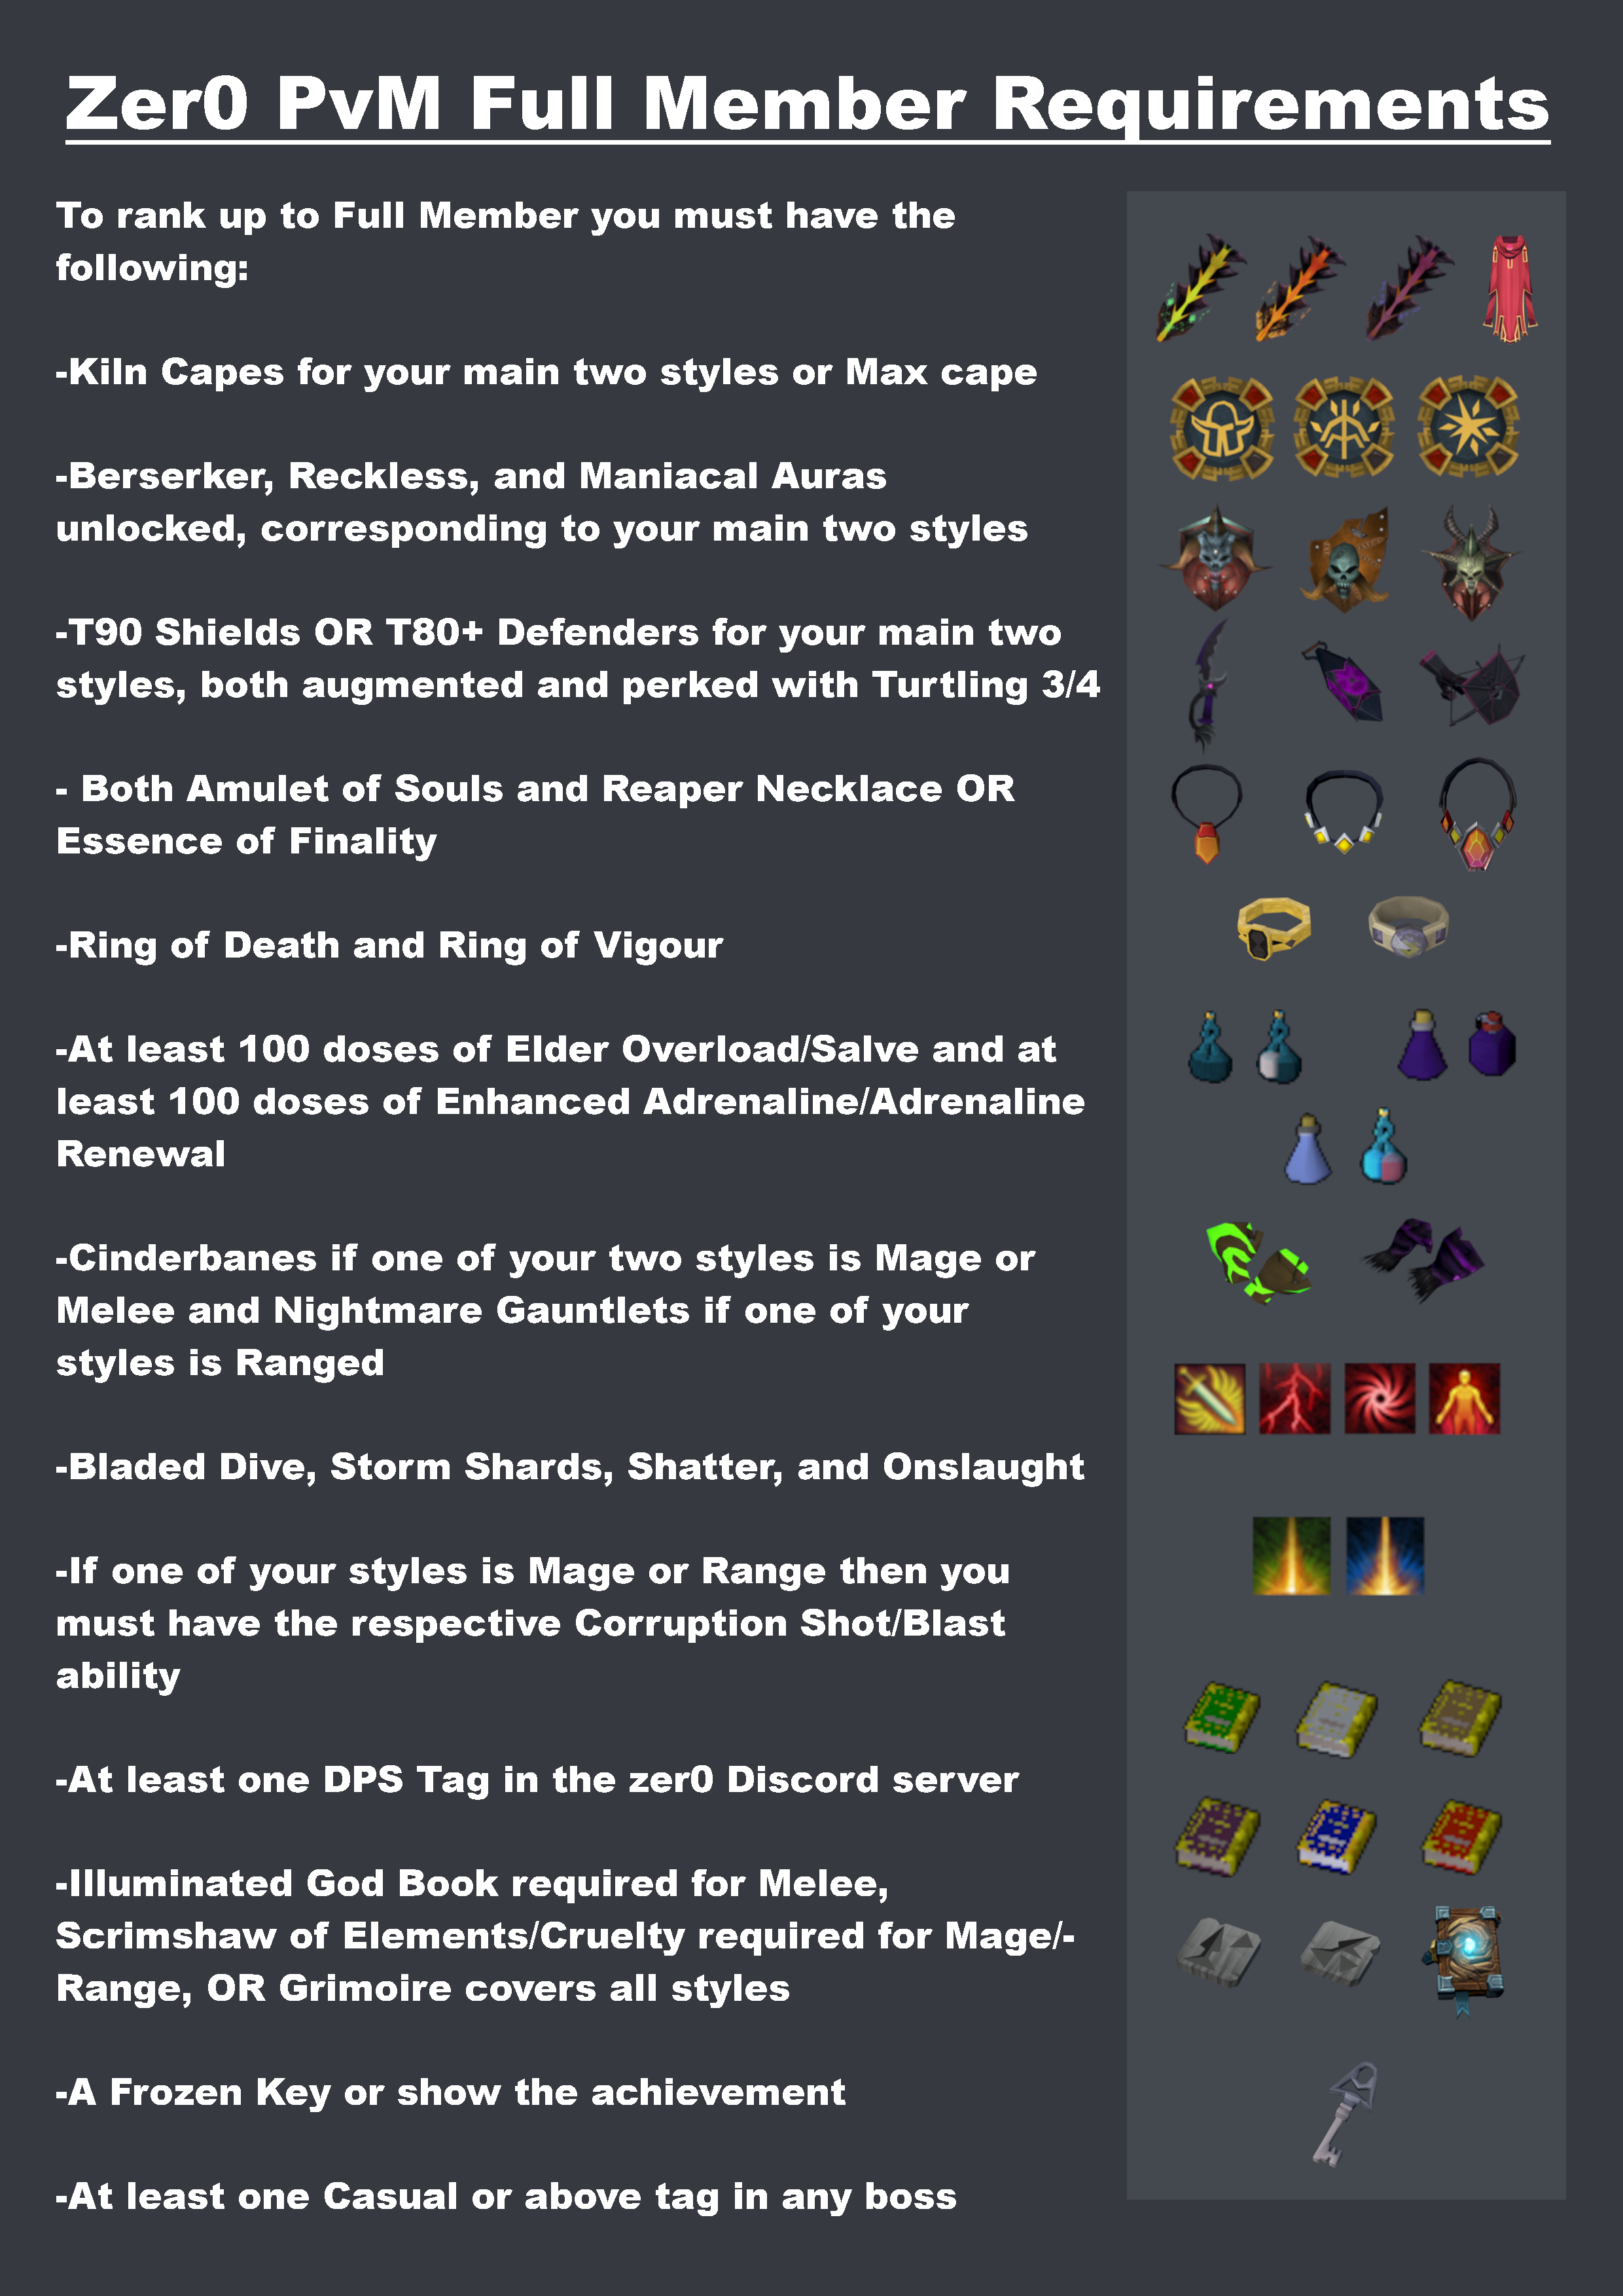 Zer0 PvM Full Member Requirements
To rank up to Full Member you must have the
following:
-Kiln Capes for your main two styles or Max cape
-Berserker, Reckless, and Maniacal Auras
unlocked, corresponding to your main two styles
-T90 Shields OR T80+ Defenders for your main two
styles, both augmented and perked with Turtling 3/4
- Both Amulet of Souls and Reaper Necklace OR
Essence of Finality
-Ring of Death and Ring of Vigour
-At least 100 doses of Elder Overload/Salve and at
least 100 doses of Enhanced Adrenaline/Adrenaline
Renewal
-Cinderbanes if one of your two styles is Mage or
Melee and Nightmare Gauntlets if one of your
styles is Ranged
-Bladed Dive, Storm Shards, Shatter, and Onslaught
-If one of your styles is Mage or Range then you
must have the respective Corruption Shot/Blast
ability
-At least one DPS Tag in the zer0 Discord server
-Illuminated God Book required for Melee,
Scrimshaw of Elements/Cruelty required for Mage/-
Range, OR Grimoire covers all styles
-A Frozen Key or show the achievement
-At least one Casual or above tag in any boss